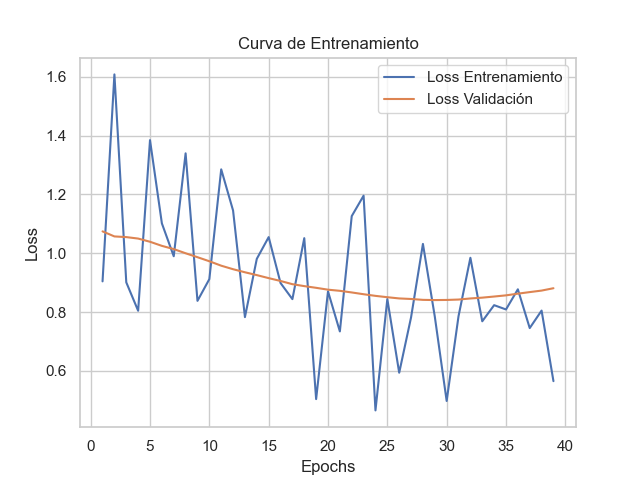 Curva de Entrenamiento
Loss Entrenamiento
Loss Validación
Loss
1.6
1.4
1.2
1.0
0.8
0.6
0 5 10 15 20 25 30 35 40
Epochs